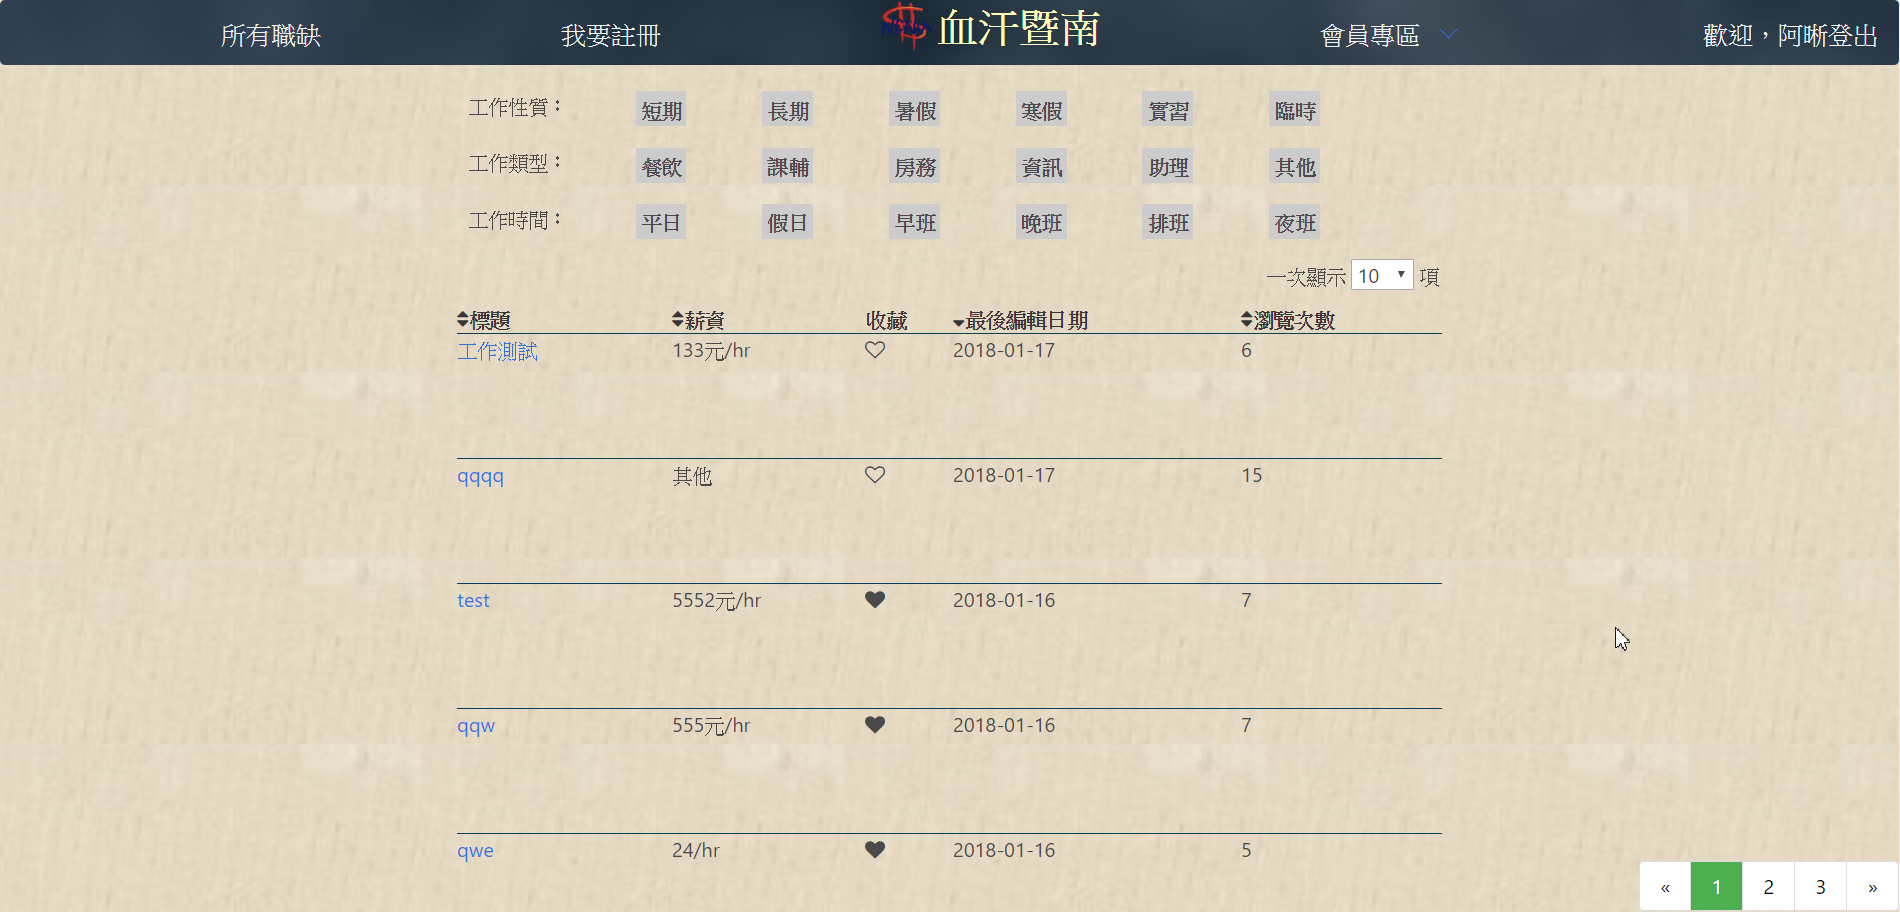 所有職缺 我要註冊 血汗暨南 會員專區 歡迎，阿晰登出
工作性質： 短期 長期 暑假 寒假 實習 臨時
工作類型： 餐飲 課輔 房務 資訊 助理 其他
工作時間： 平日 假日 早班 晚班 排班 夜班
一次顯示 10 項
標題 薪資 收藏 最後編輯日期 瀏覽次數
工作測試 133元/hr 2018-01-17 6
qqqq 其他 2018-01-17 15
test 5552元/hr 2018-01-16 7
qqw 555元/hr 2018-01-16 7
qwe 24/hr 2018-01-16 5
« 1 2 3 »